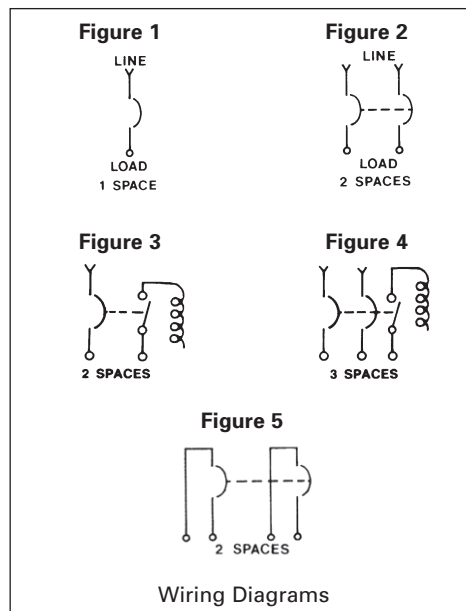 Figure 1
LINE
LOAD
1 SPACE
Figure 2
LINE
LOAD
2 SPACES
Figure 3
2 SPACES
Figure 4
3 SPACES
Figure 5
2 SPACES
Wiring Diagrams